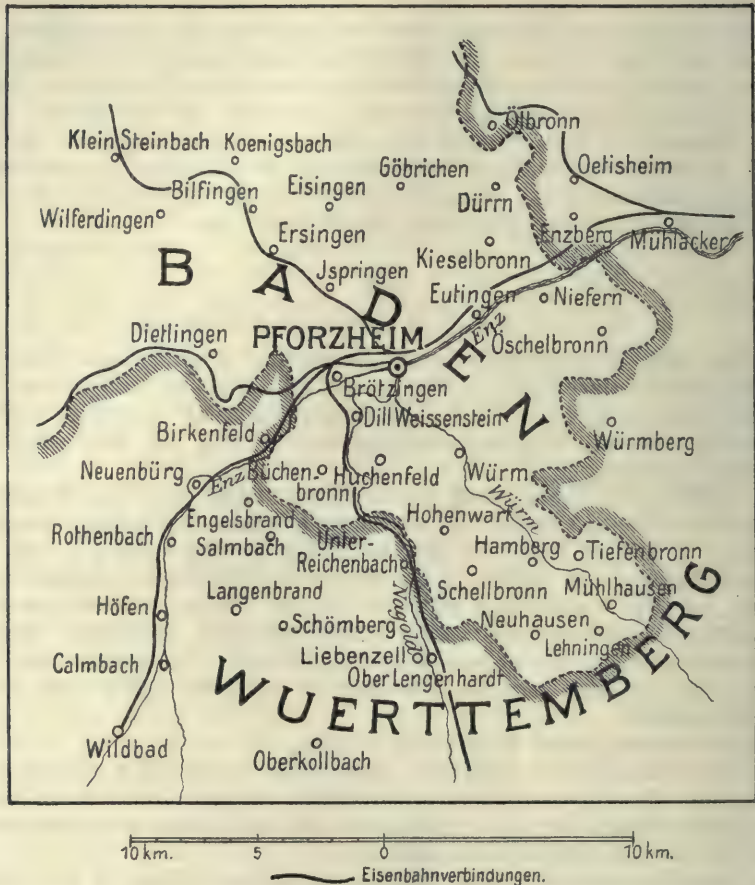 Ölbronn
Klein Steinbach
Koenigsbach
Göbrichen
Oetisheim
Bilfingen
Eisingen
Dürrn
Wilferdingen
Enzberg
Mühlacker
Ersingen
Kieselbronn
BADEN
Jspringen
Eutingen
Niefern
Enz
Dietlingen
PFORZHEIM
Öschelbronn
Brötzingen
Dill Weissenstein
Birkenfeld
Würmberg
Neuenbürg
Enz
Büchen-
bronn
Huchenfeld
Würm
Würm
Engelsbrand
Hohenwart
Rothenbach
Salmbach
Unter-
Reichenbach
Hamberg
Tiefenbronn
Schellbronn
Mühlhausen
Langenbrand
Nagold
Höfen
Schömberg
Neuhausen
Lehningen
Calmbach
Liebenzell
Ober Lengenhardt
WUERTTEMBERG
Wildbad
Oberkollbach
10 km. 5 0 10 km.
Eisenbahnverbindungen.